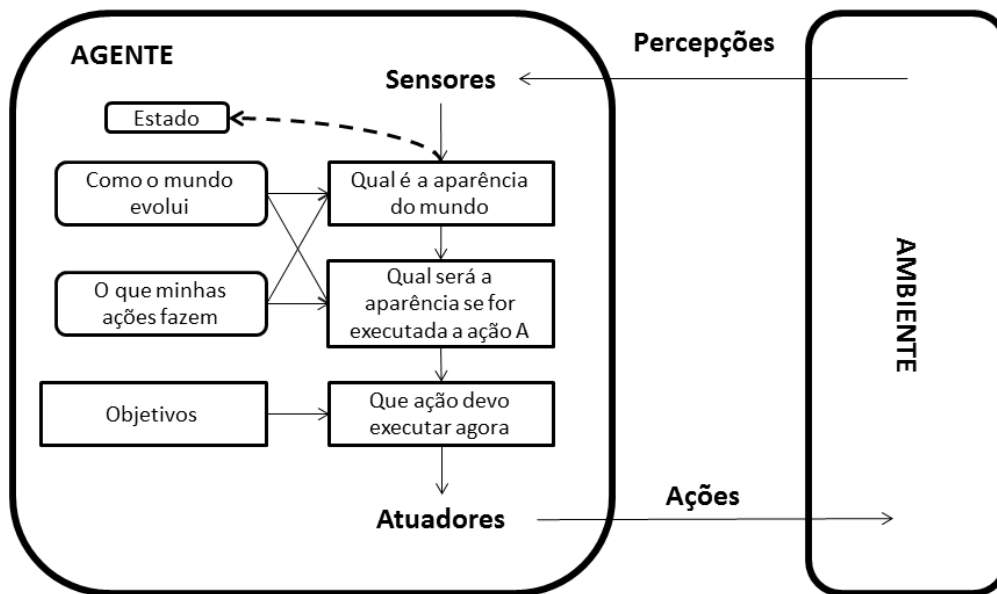 AGENTE
Percepções
Sensores
Estado
Como o mundo
evolui
Qual é a aparência
do mundo
O que minhas
ações fazem
Qual será a
aparência se for
executada a ação A
Objetivos
Que ação devo
executar agora
Atuadores
Ações
AMBIENTE